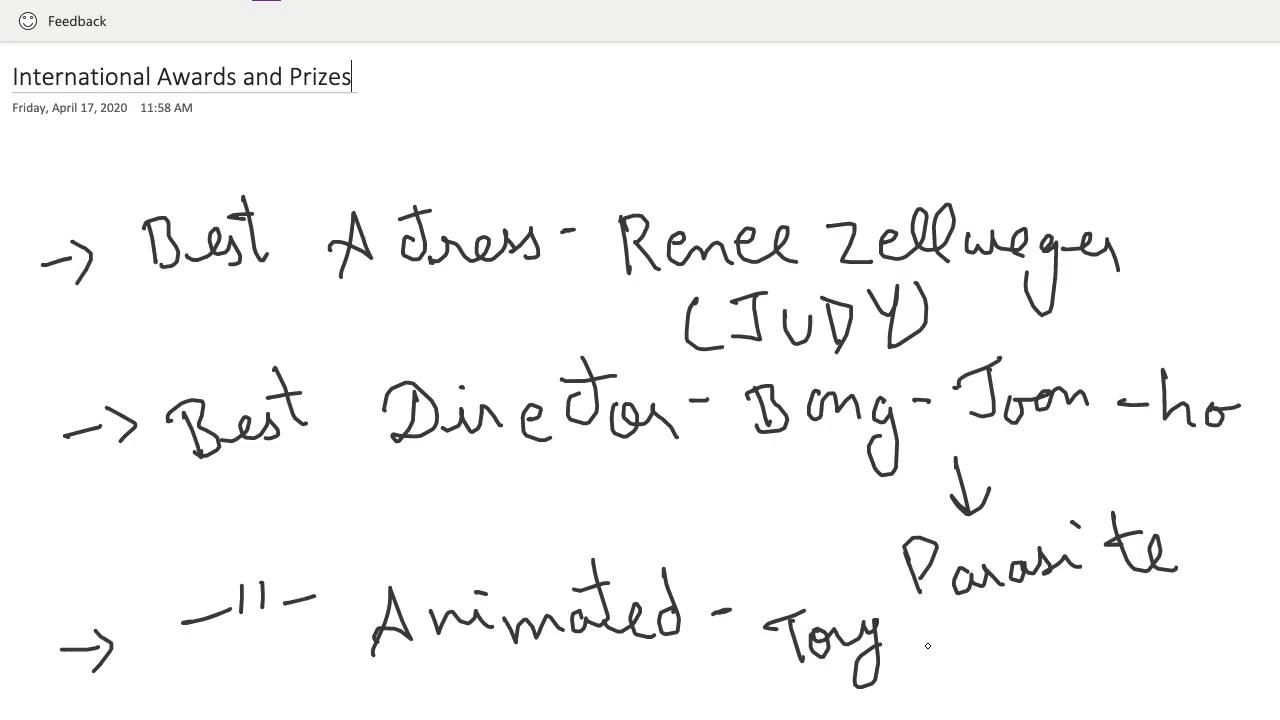 Feedback
International Awards and Prizes
Friday, April 17, 2020 11:58 AM
→ Best Actress - Renee Zellweger
(JUDY)
→ Best Director - Bong - Joon - ho
↓
Parasite
→ —"— Animated - Toy